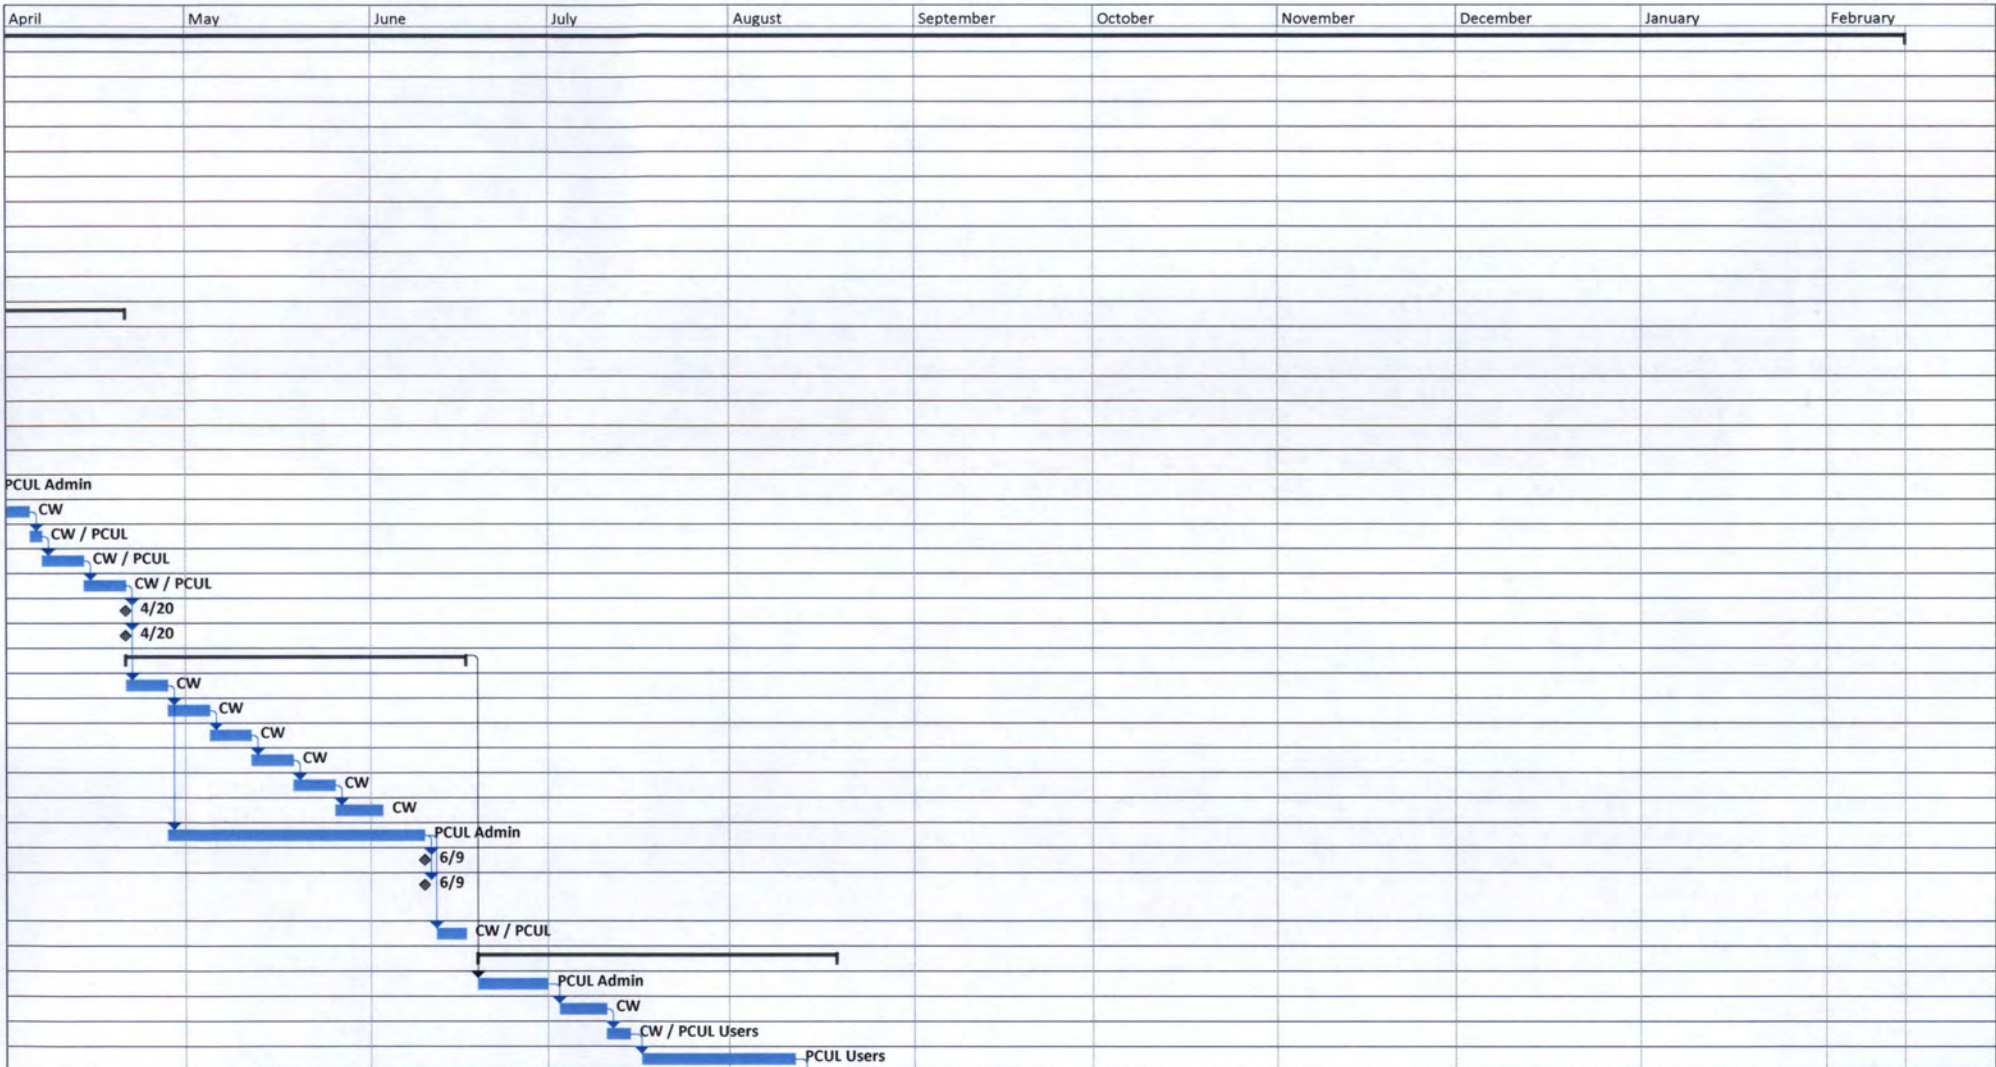 April May June July August September October November December January February
PCUL Admin
CW
CW / PCUL
CW / PCUL
CW / PCUL
4/20
4/20
CW
CW
CW
CW
CW
CW
PCUL Admin
6/9
6/9
CW / PCUL
PCUL Admin
CW
CW / PCUL Users
PCUL Users